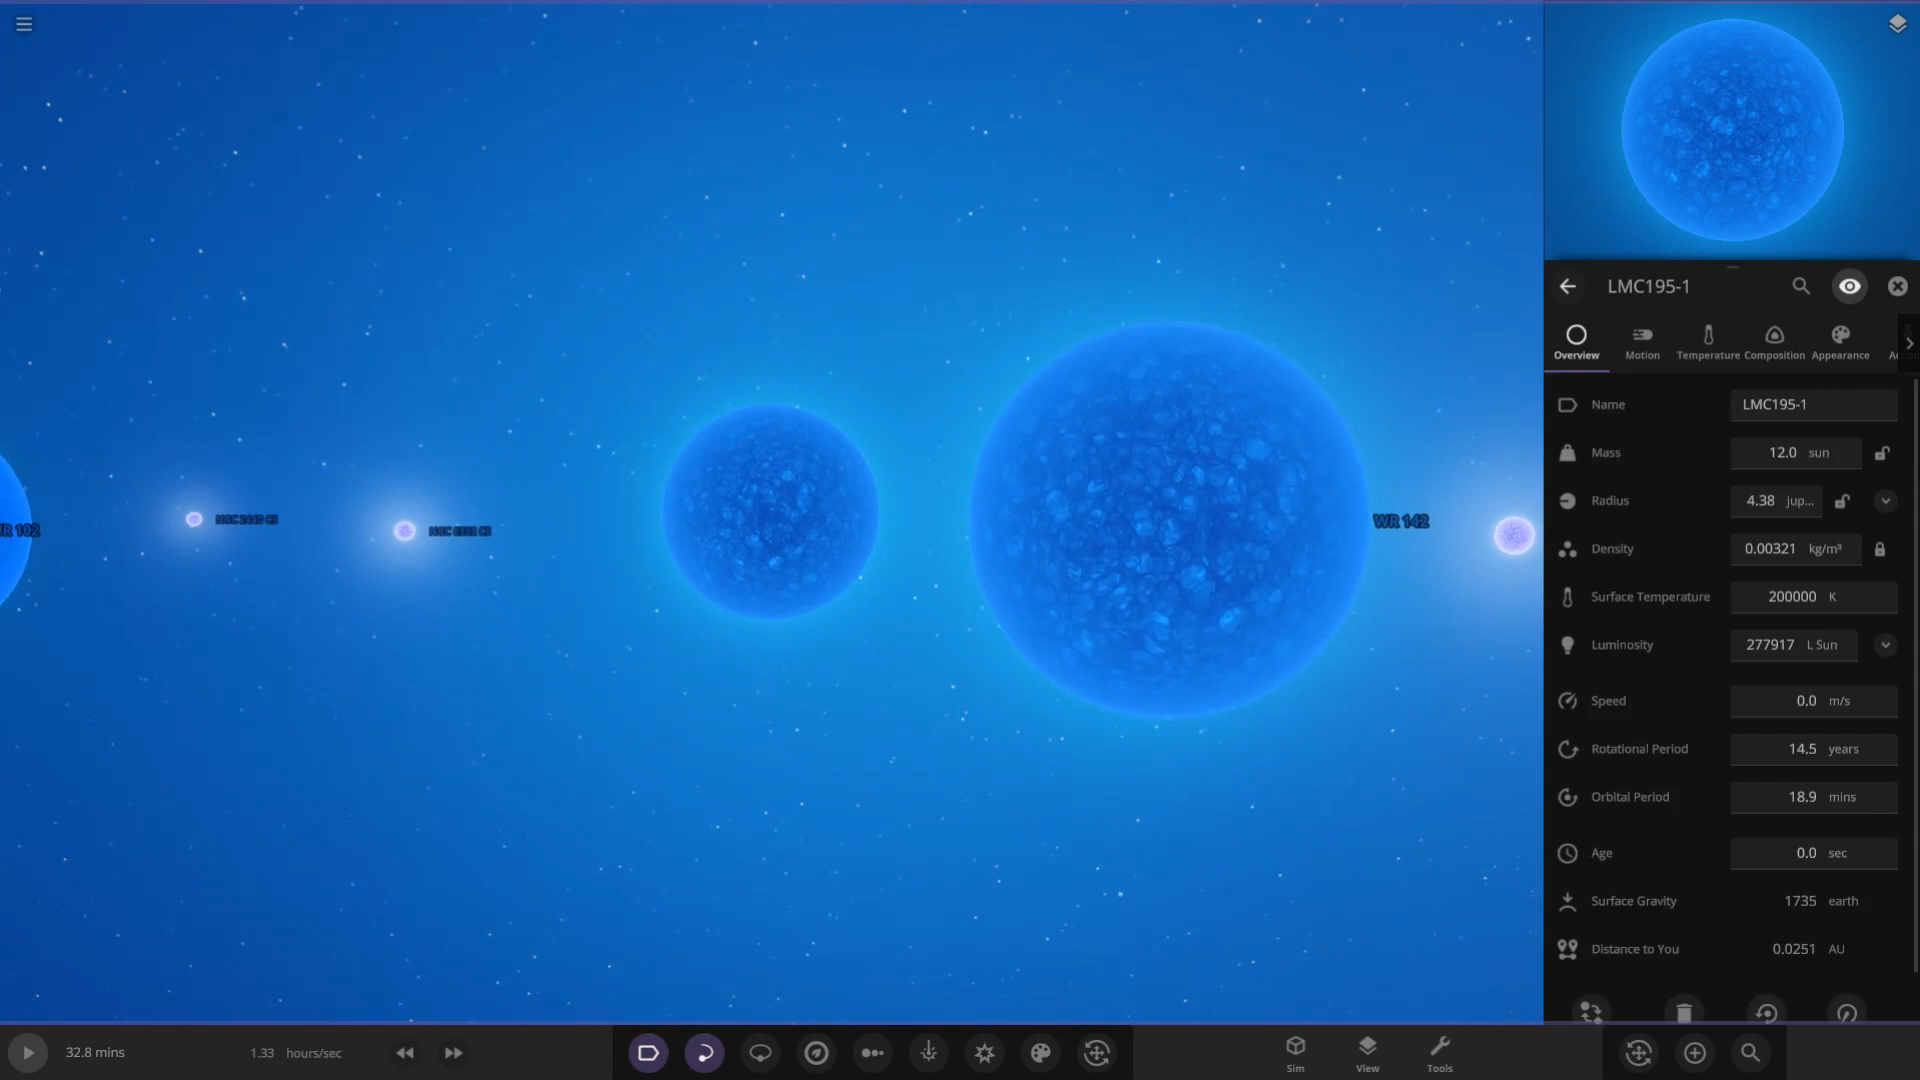 LMC195-1
Overview Motion Temperature Composition Appearance
Name LMC195-1
Mass 12.0 sun
Radius 4.38 jup...
Density 0.00321 kg/m³
Surface Temperature 200000 K
Luminosity 277917 L Sun
Speed 0.0 m/s
Rotational Period 14.5 years
Orbital Period 18.9 mins
Age 0.0 sec
Surface Gravity 1735 earth
Distance to You 0.0251 AU
WR 102
WR 142
32.8 mins
1.33 hours/sec
Sim View Tools